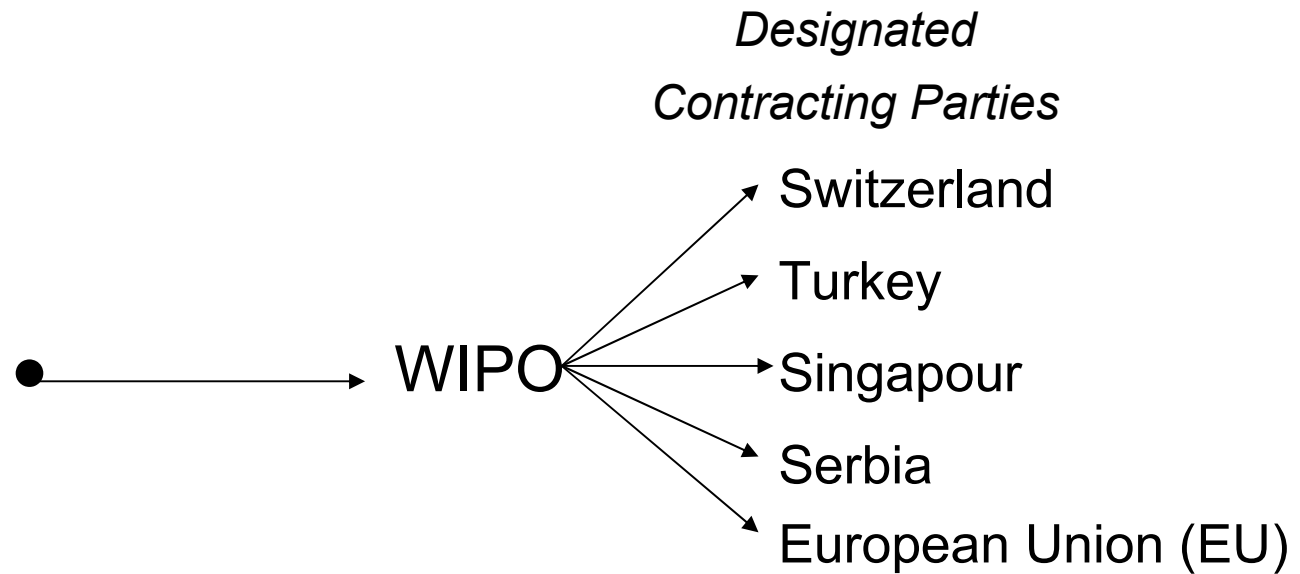 Designated
Contracting Parties
Switzerland
Turkey
WIPO
Singapour
Serbia
European Union (EU)